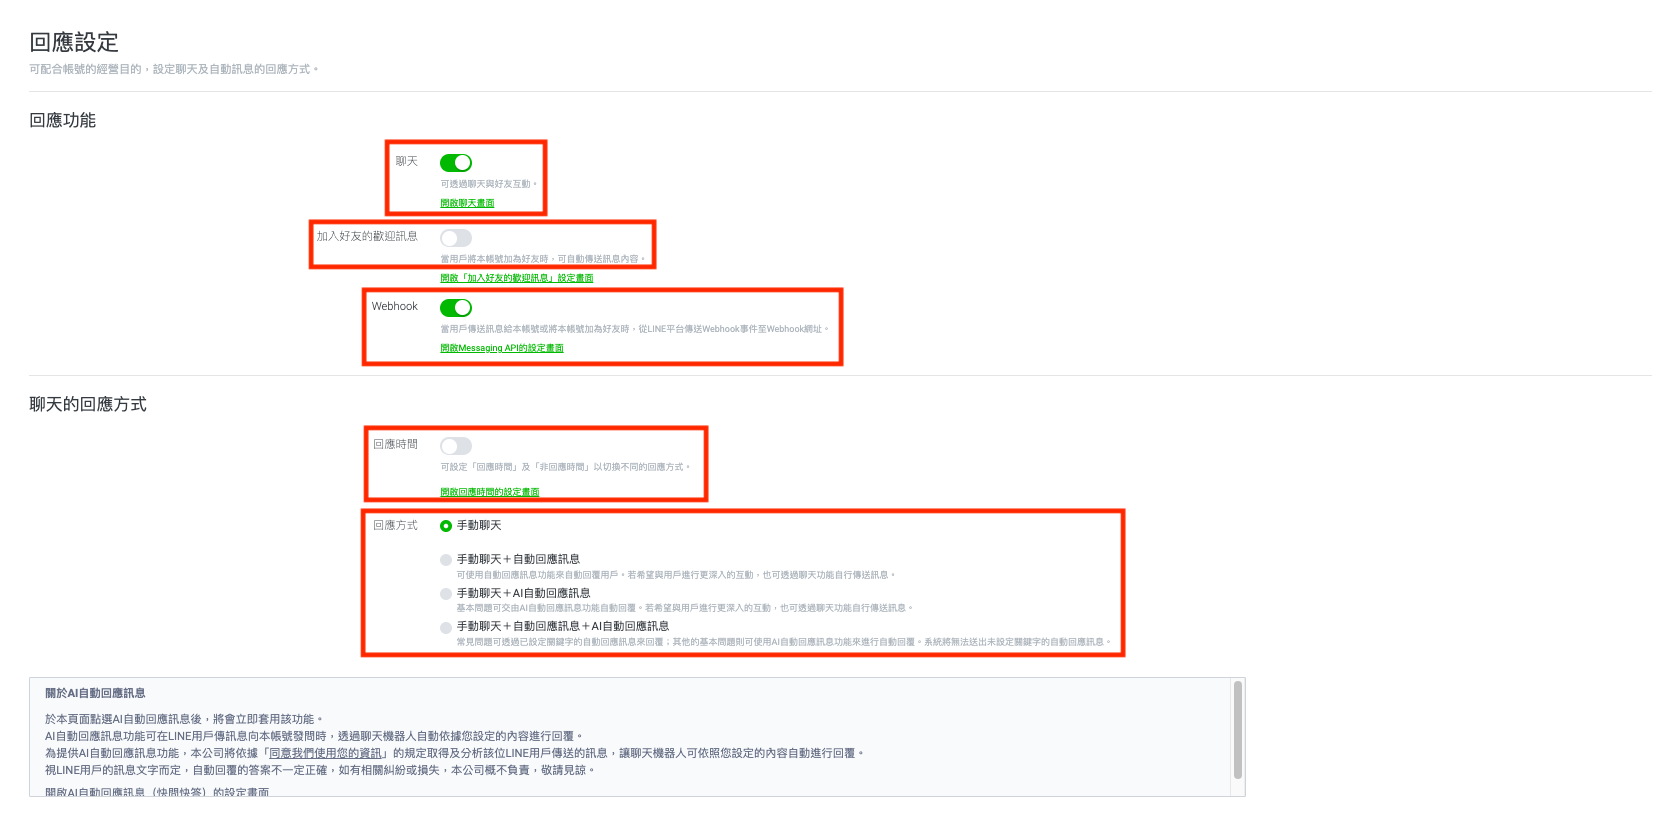 回應設定
可配合帳號的經營目的，設定聊天及自動訊息的回應方式。
回應功能
聊天
可透過聊天與好友互動。
開啟聊天畫面
加入好友的歡迎訊息
當用戶將本帳號加為好友時，可自動傳送訊息內容。
開啟「加入好友的歡迎訊息」設定畫面
Webhook
當用戶傳送訊息給本帳號或將本帳號加為好友時，從LINE平台傳送Webhook事件至Webhook網址。
開啟Messaging API的設定畫面
聊天的回應方式
回應時間
可設定「回應時間」及「非回應時間」以切換不同的回應方式。
開啟回應時間的設定畫面
回應方式 手動聊天
手動聊天＋自動回應訊息
可使用自動回應訊息功能來自動回覆用戶。若希望與用戶進行更深入的互動，也可透過聊天功能自行傳送訊息。
手動聊天＋AI自動回應訊息
基本問題可交由AI自動回應訊息功能自動回覆。若希望與用戶進行更深入的互動，也可透過聊天功能自行傳送訊息。
手動聊天＋自動回應訊息＋AI自動回應訊息
常見問題可透過已設定關鍵字的自動回應訊息來回覆；其他的基本問題則可使用AI自動回應訊息功能來進行自動回覆。系統將無法送出未設定關鍵字的自動回應訊息。
關於AI自動回應訊息
於本頁面點選AI自動回應訊息後，將會立即套用該功能。
AI自動回應訊息功能可在LINE用戶傳訊息向本帳號發問時，透過聊天機器人自動依據您設定的內容進行回覆。
為提供AI自動回應訊息功能，本公司將依據「同意我們使用您的資訊」的規定取得及分析該位LINE用戶傳送的訊息，讓聊天機器人可依照您設定的內容自動進行回覆。
視LINE用戶的訊息文字而定，自動回覆的答案不一定正確，如有相關糾紛或損失，本公司概不負責，敬請見諒。
開啟AI自動回應訊息（快問快答）的設定畫面